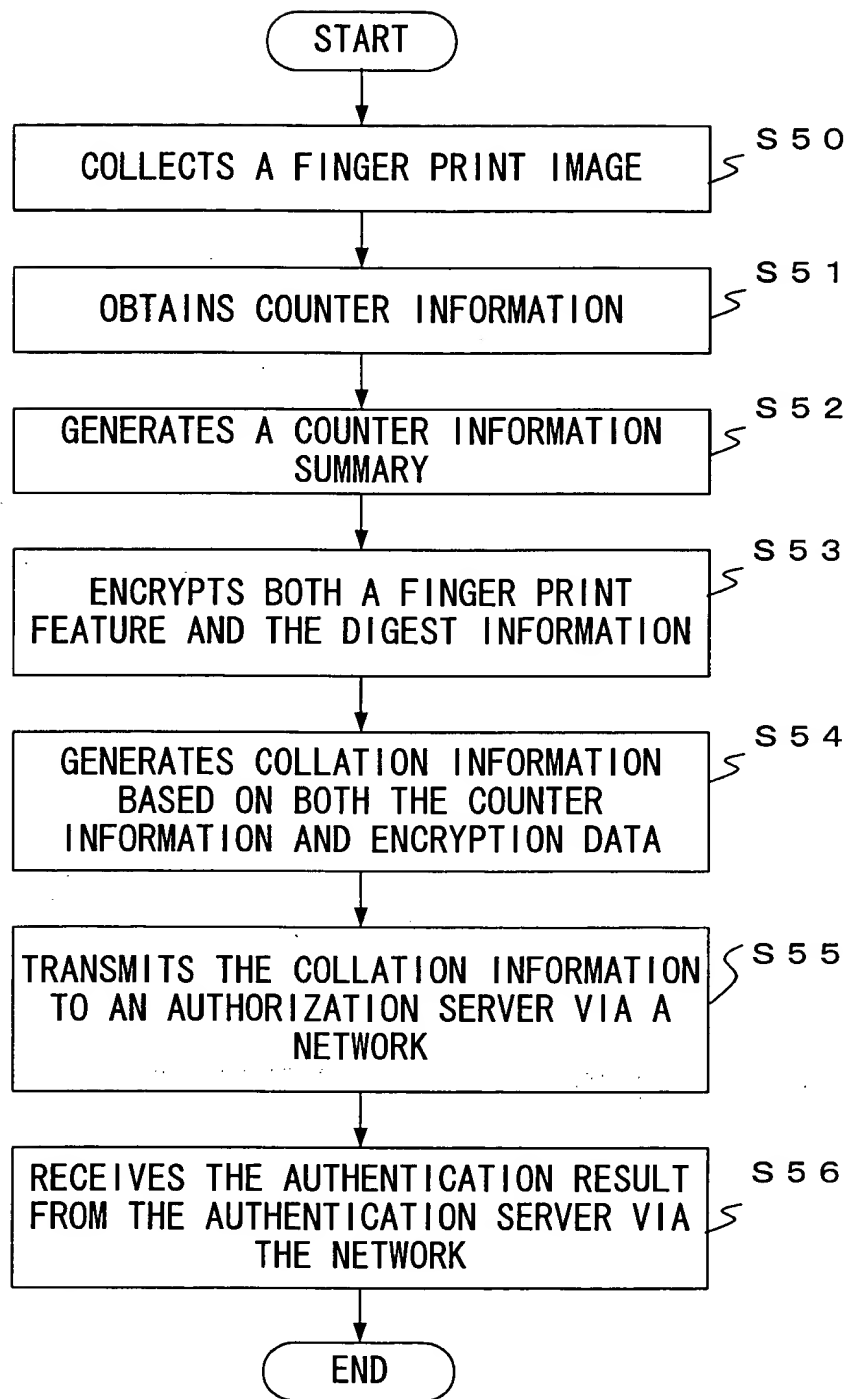 START
COLLECTS A FINGER PRINT IMAGE
S50
OBTAINS COUNTER INFORMATION
S51
GENERATES A COUNTER INFORMATION
SUMMARY
S52
ENCRYPTS BOTH A FINGER PRINT
FEATURE AND THE DIGEST INFORMATION
S53
GENERATES COLLATION INFORMATION
BASED ON BOTH THE COUNTER
INFORMATION AND ENCRYPTION DATA
S54
TRANSMITS THE COLLATION INFORMATION
TO AN AUTHORIZATION SERVER VIA A
NETWORK
S55
RECEIVES THE AUTHENTICATION RESULT
FROM THE AUTHENTICATION SERVER VIA
THE NETWORK
S56
END